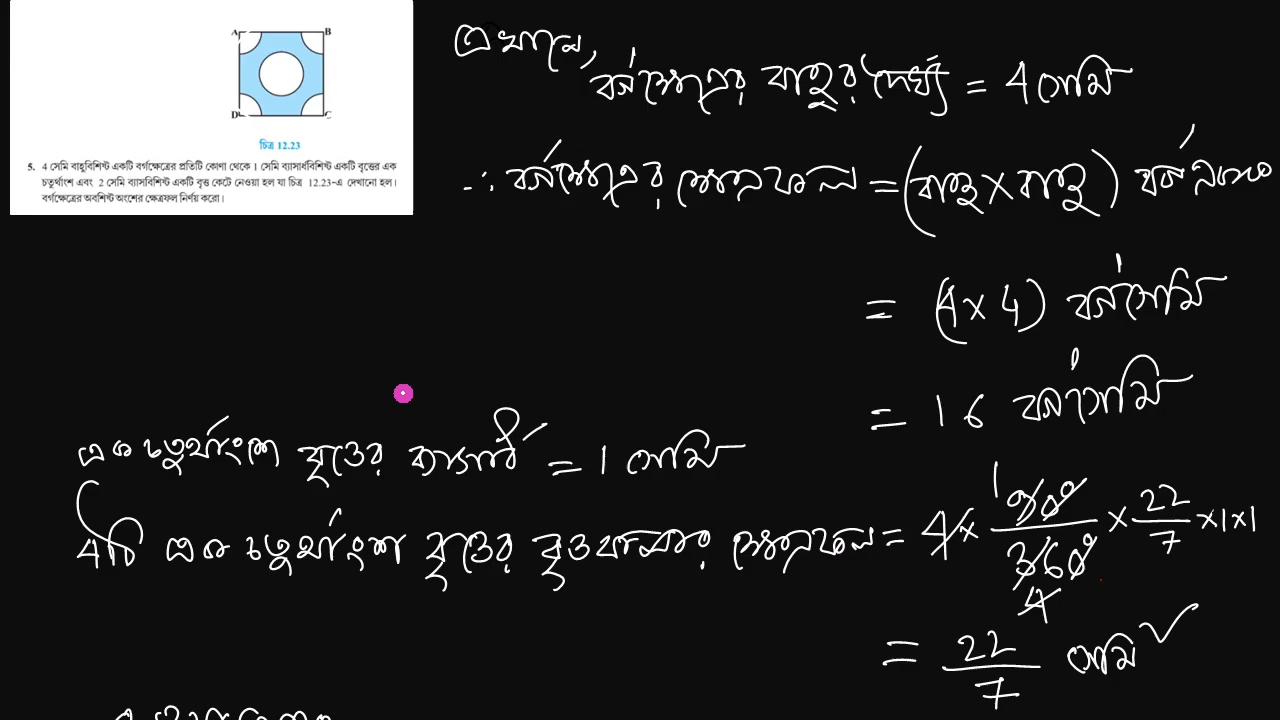 A B
D C
চিত্র 12.23
5. 4 সেমি বাহুবিশিষ্ট একটি বর্গক্ষেত্রের প্রতিটি কোণা থেকে 1 সেমি ব্যাসার্ধবিশিষ্ট একটি বৃত্তের এক
চতুর্থাংশ এবং 2 সেমি ব্যাসবিশিষ্ট একটি বৃত্ত কেটে নেওয়া হল যা চিত্র 12.23-এ দেখানো হল।
বর্গক্ষেত্রের অবশিষ্ট অংশের ক্ষেত্রফল নির্ণয় করো।
এখানে,
বর্গক্ষেত্রের বাহুর দৈর্ঘ্য = 4 সেমি
∴ বর্গক্ষেত্রের ক্ষেত্রফল = (বাহু × বাহু) বর্গ একক
= (4 × 4) বর্গসেমি
= 16 বর্গসেমি
এক চতুর্থাংশ বৃত্তের ব্যাসার্ধ = 1 সেমি
4টি এক চতুর্থাংশ বৃত্তের বৃত্তকলার ক্ষেত্রফল = 4 × 90/360 × 22/7 × 1 × 1
= 22/7 সেমি